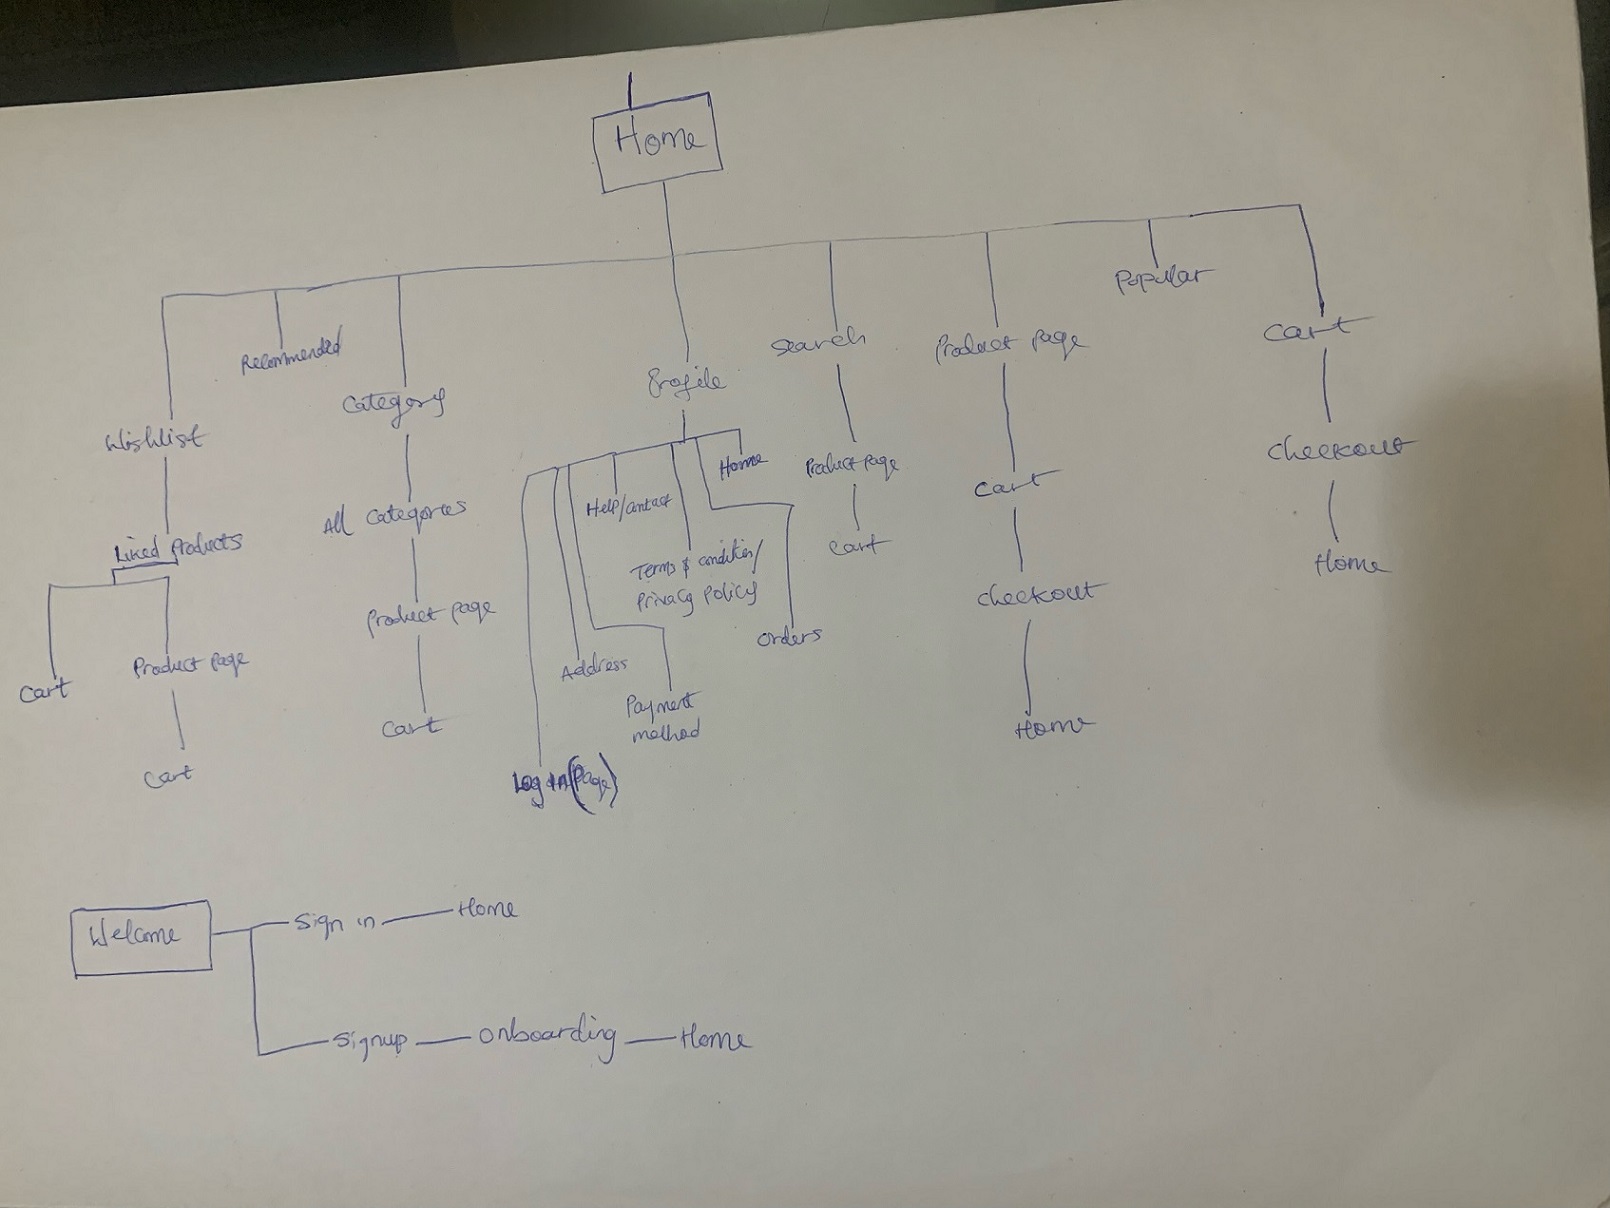 Home
Popular
Recommended
Search
Product page
Cart
Category
Profile
Wishlist
Home
Product page
Checkout
All Categories
Help/contact
Cart
Liked Products
Terms & condition/
Privacy policy
Cart
Home
Product page
Checkout
Cart
Product page
Address
Orders
Payment
method
Cart
Home
Cart
Log in (Page)
Welcome
Sign in
Home
Signup
Onboarding
Home